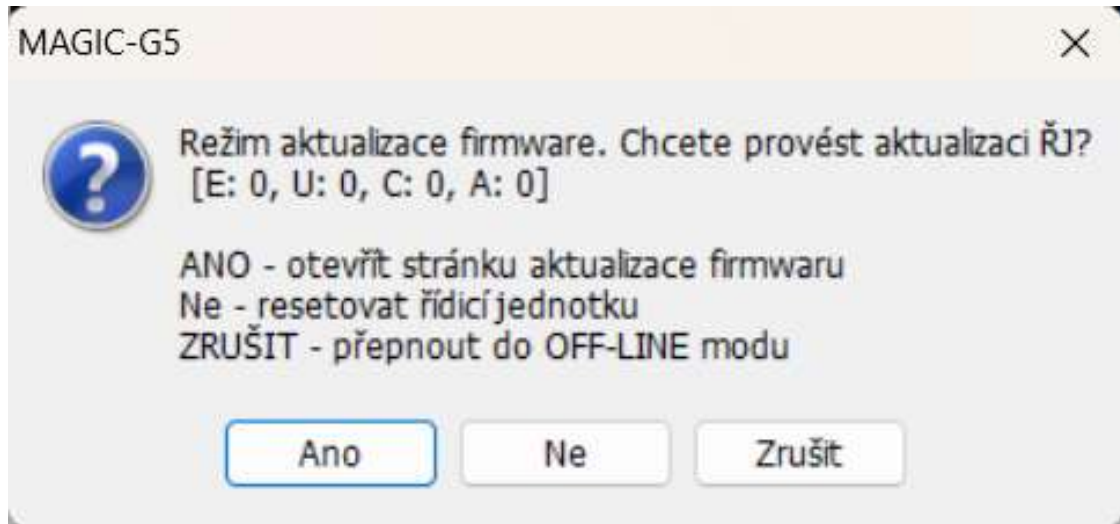 MAGIC-G5
Režim aktualizace firmware. Chcete provést aktualizaci ŘJ?
[E: 0, U: 0, C: 0, A: 0]
ANO - otevřít stránku aktualizace firmwaru
Ne - resetovat řídicí jednotku
ZRUŠIT - přepnout do OFF-LINE modu
Ano
Ne
Zrušit